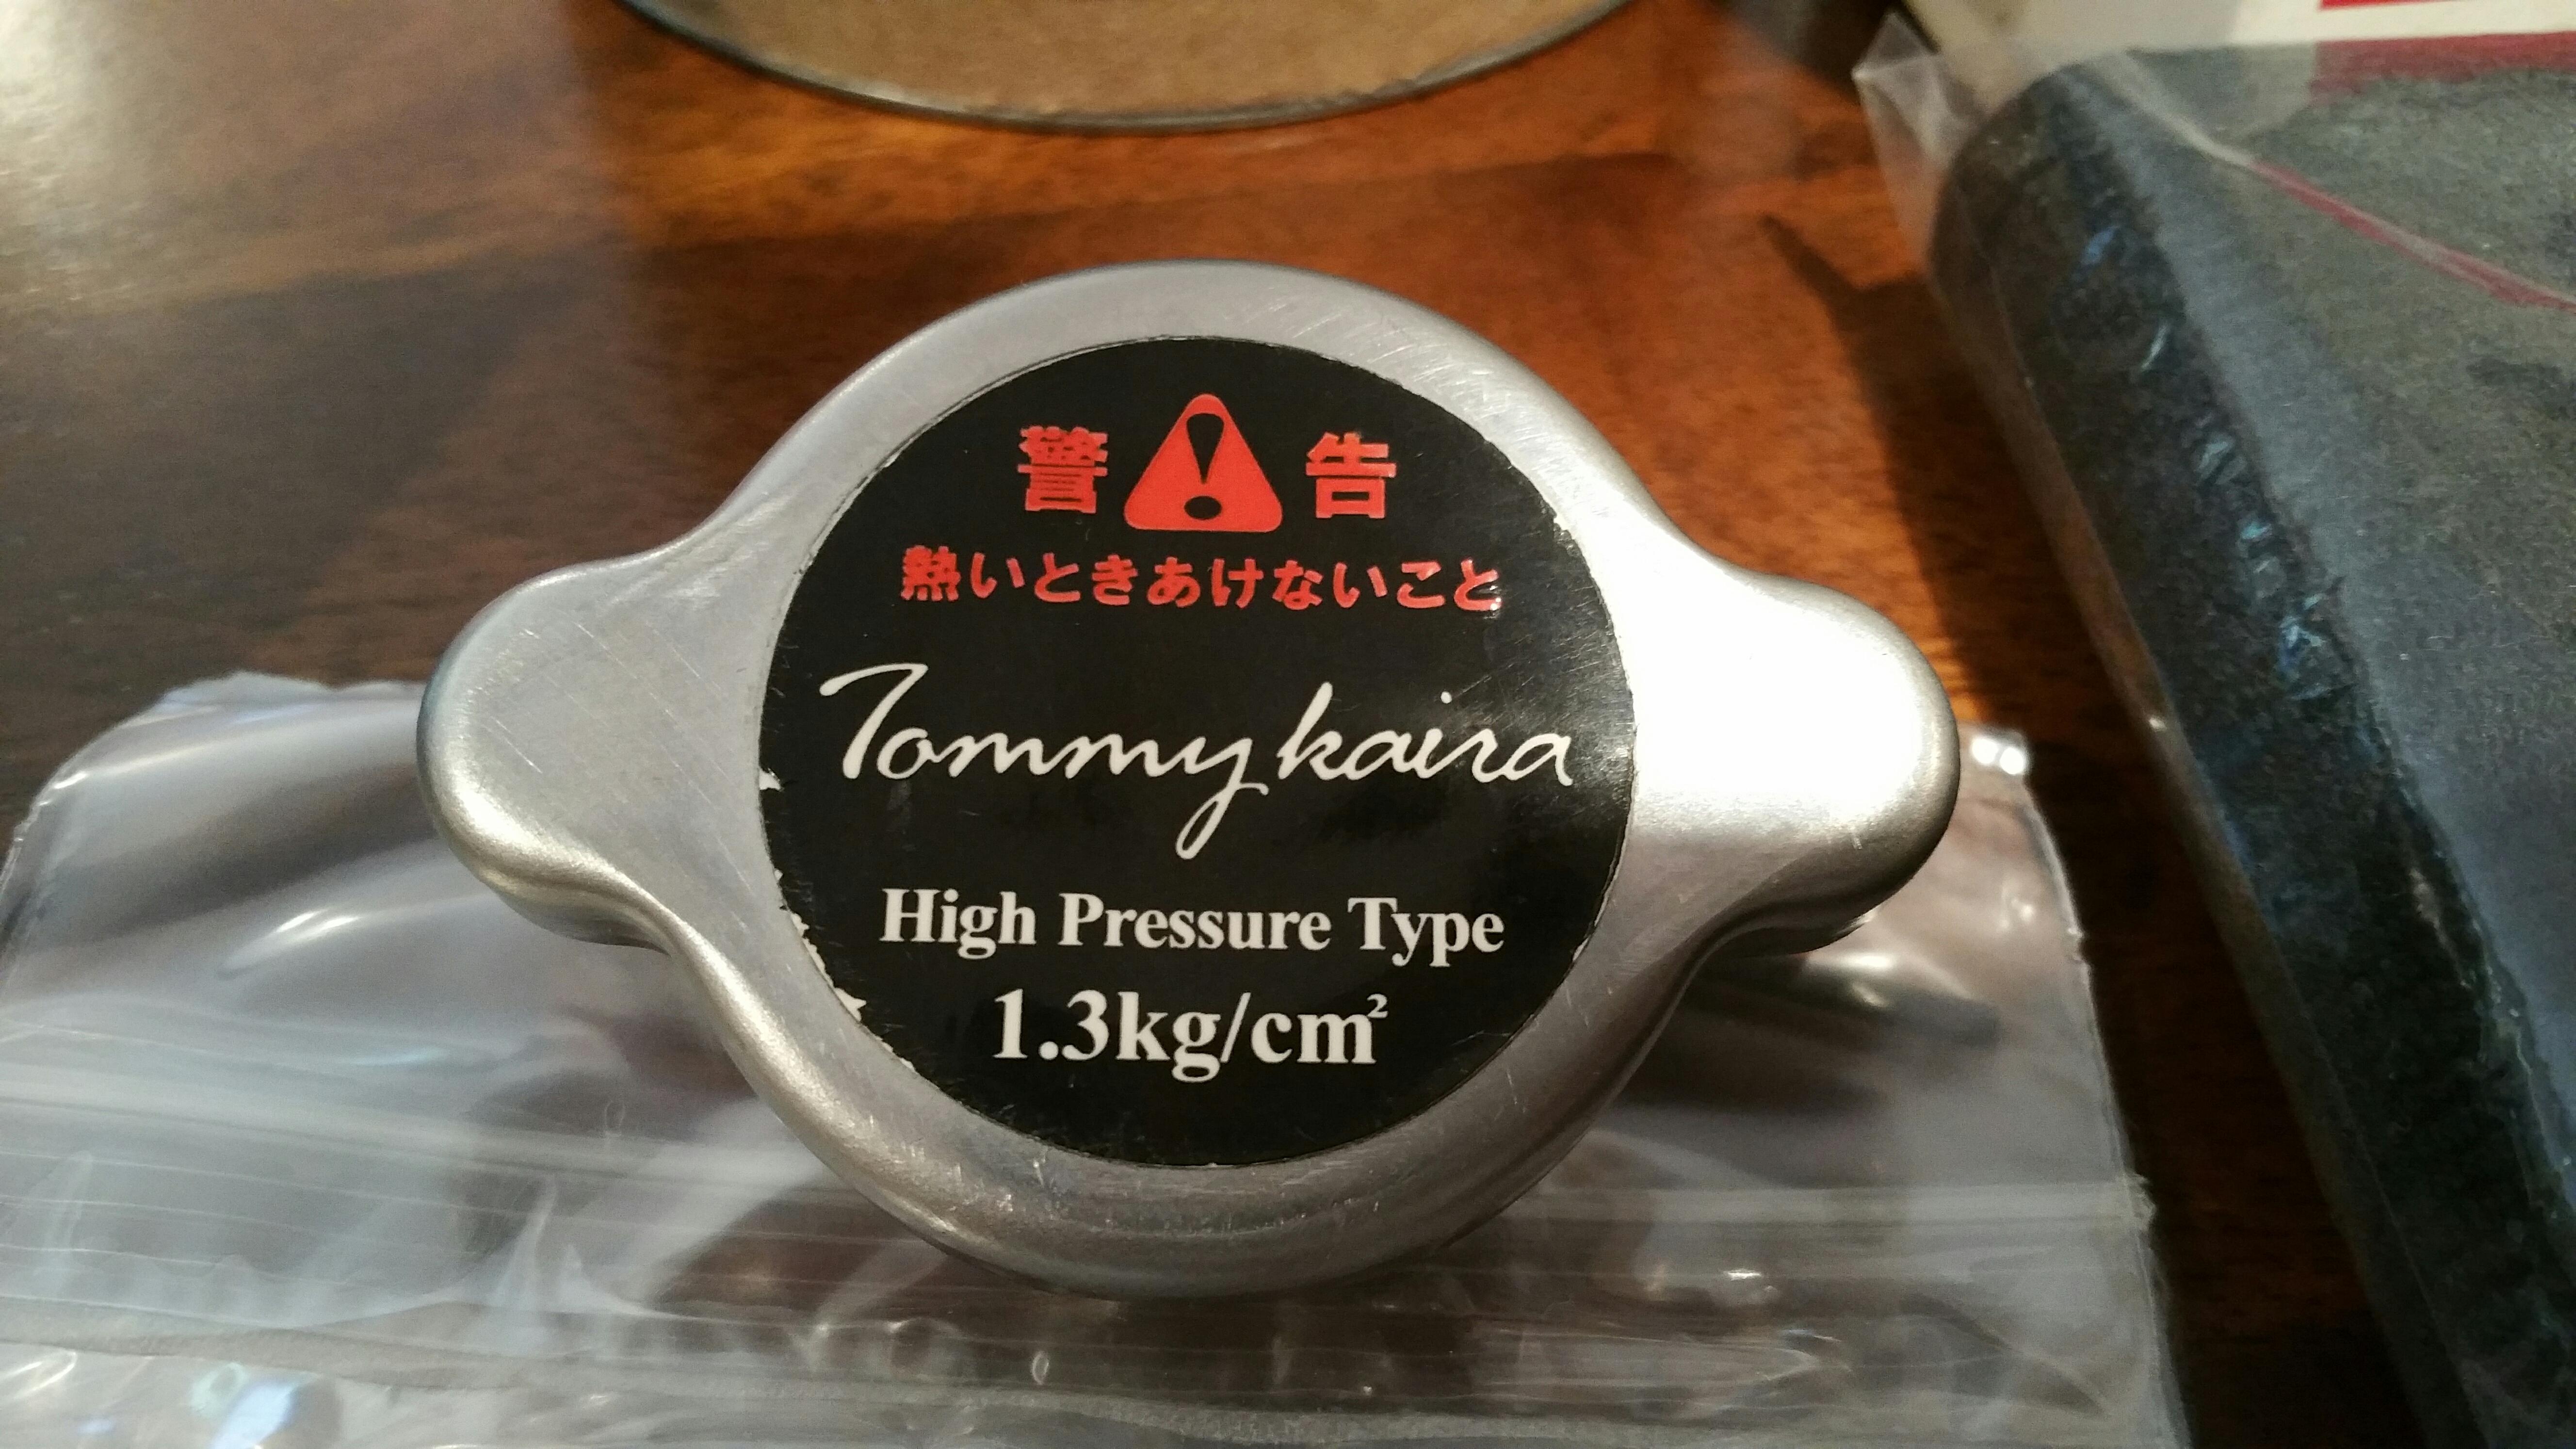 警 告
熱いときあけないこと
Tommykaira
High Pressure Type
1.3kg/cm²